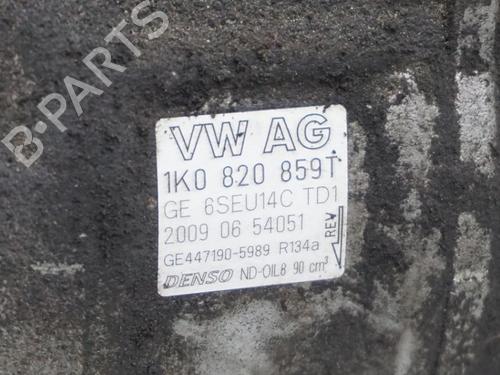 B-PARTS
VW AG
1K0 820 859T
GE 6SEU14C TD1
2009 06 54051
REV
GE447190-5989 R134a
DENSO ND-OIL8 90 cm³